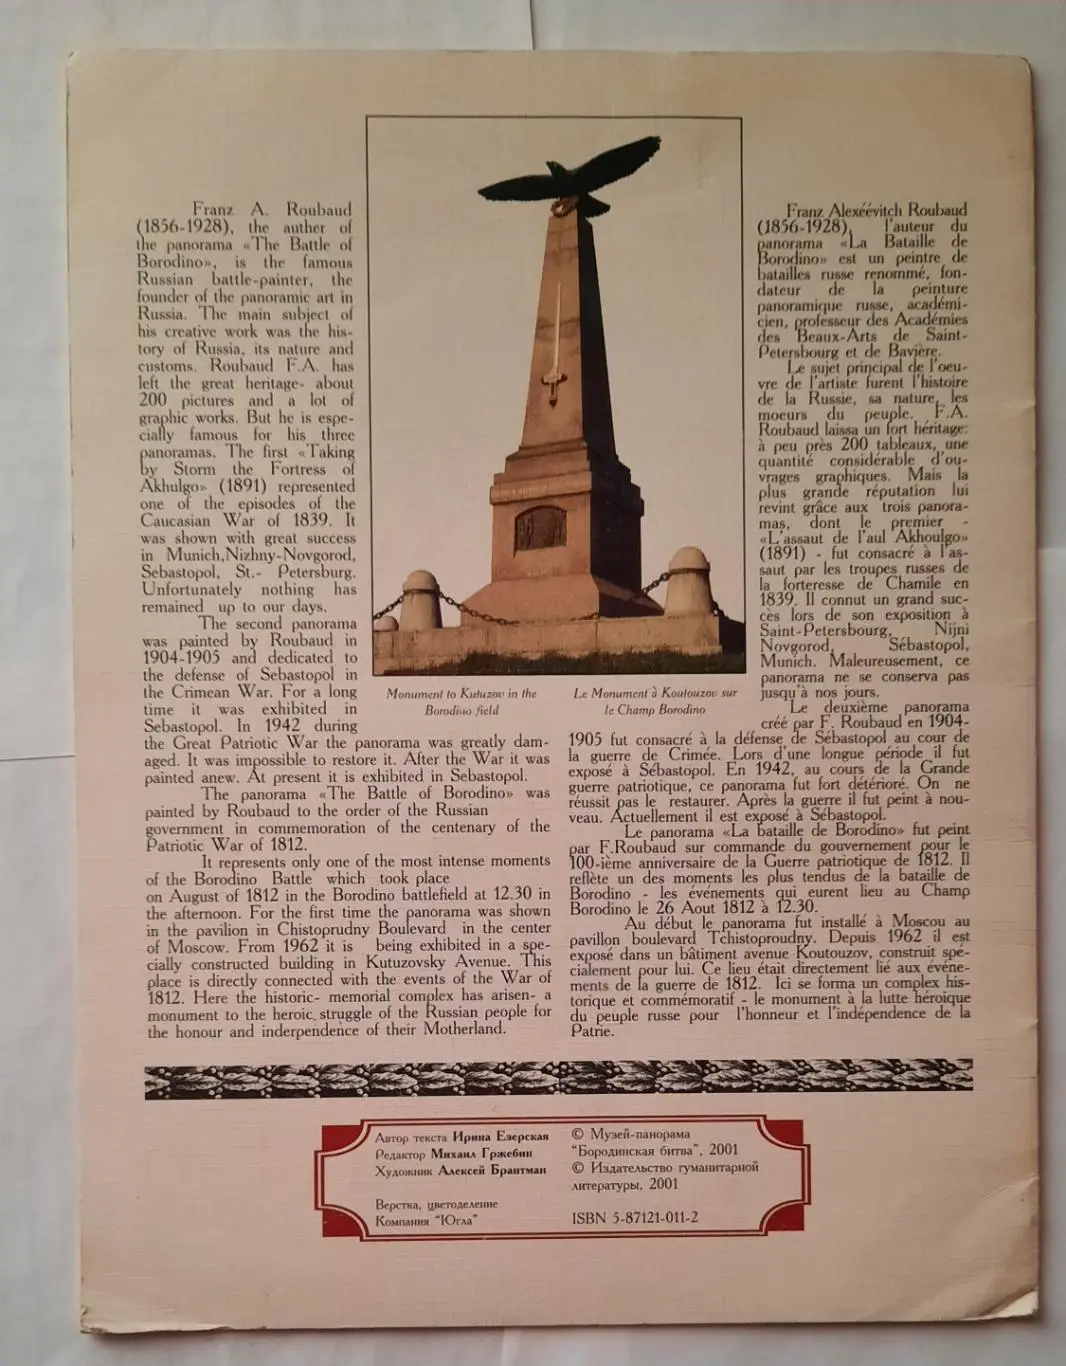 Franz A. Roubaud
(1856-1928), the auther of
the panorama «The Battle of
Borodino», is the famous
Russian battle-painter, the
founder of the panoramic art in
Russia. The main subject of
his creative work was the his-
tory of Russia, its nature and
customs. Roubaud F.A. has
left the great heritage- about
200 pictures and a lot of
graphic works. But he is espe-
cially famous for his three
panoramas. The first «Taking
by Storm the Fortress of
Akhulgo» (1891) represented
one of the episodes of the
Caucasian War of 1839. It
was shown with great success
in Munich,Nizhny-Novgorod,
Sebastopol, St.- Petersburg.
Unfortunately nothing has
remained up to our days.
The second panorama
was painted by Roubaud in
1904-1905 and dedicated to
the defense of Sebastopol in
the Crimean War. For a long
time it was exhibited in
Sebastopol. In 1942 during
the Great Patriotic War the panorama was greatly dam-
aged. It was impossible to restore it. After the War it was
painted anew. At present it is exhibited in Sebastopol.
The panorama «The Battle of Borodino» was
painted by Roubaud to the order of the Russian
government in commemoration of the centenary of the
Patriotic War of 1812.
It represents only one of the most intense moments
of the Borodino Battle which took place
on August of 1812 in the Borodino battlefield at 12.30 in
the afternoon. For the first time the panorama was shown
in the pavilion in Chistoprudny Boulevard in the center
of Moscow. From 1962 it is being exhibited in a spe-
cially constructed building in Kutuzovsky Avenue. This
place is directly connected with the events of the War of
1812. Here the historic- memorial complex has arisen- a
monument to the heroic struggle of the Russian people for
the honour and inderpendence of their Motherland.
Monument to Kutuzov in the
Borodino field
Le Monument à Koutouzov sur
le Champ Borodino
Franz Alexéévitch Roubaud
(1856-1928), l'auteur du
panorama «La Bataille de
Borodino» est un peintre de
batailles russe renommé, fon-
dateur de la peinture
panoramique russe, académi-
cien, professeur des Académies
des Beaux-Arts de Saint-
Petersbourg et de Bavière.
Le sujet principal de l'oeu-
vre de l'artiste furent l'histoire
de la Russie, sa nature, les
moeurs du peuple. F.A.
Roubaud laissa un fort héritage:
à peu près 200 tableaux, une
quantité considérable d'ou-
vrages graphiques. Mais la
plus grande réputation lui
revint grâce aux trois panora-
mas, dont le premier -
«L'assaut de l'aul Akhoulgo»
(1891) - fut consacré à l'as-
saut par les troupes russes de
la forteresse de Chamile en
1839. Il connut un grand suc-
cès lors de son exposition à
Saint-Petersbourg, Nijni
Novgorod, Sébastopol,
Munich. Maleureusement, ce
panorama ne se conserva pas
jusqu'à nos jours.
Le deuxième panorama
créé par F. Roubaud en 1904-
1905 fut consacré à la défense de Sébastopol au cour de
la guerre de Crimée. Lors d'une longue période il fut
exposé à Sébastopol. En 1942, au cours de la Grande
guerre patriotique, ce panorama fut fort détérioré. On ne
réussit pas le restaurer. Après la guerre il fut peint à nou-
veau. Actuellement il est exposé à Sébastopol.
Le panorama «La bataille de Borodino» fut peint
par F.Roubaud sur commande du gouvernement pour le
100-ième anniversaire de la Guerre patriotique de 1812. Il
reflète un des moments les plus tendus de la bataille de
Borodino - les événements qui eurent lieu au Champ
Borodino le 26 Aout 1812 à 12.30.
Au début le panorama fut installé à Moscou au
pavillon boulevard Tchistoproudny. Depuis 1962 il est
exposé dans un bâtiment avenue Koutouzov, construit spé-
cialement pour lui. Ce lieu était directement lié aux événe-
ments de la guerre de 1812. Ici se forma un complex his-
torique et commémoratif - le monument à la lutte héroique
du peuple russe pour l'honneur et l'indépendence de la
Patrie.
Автор текста Ирина Езерская
Редактор Михаил Гржебин
Художник Алексей Брантман
Верстка, цветоделение
Компания "Югла"
© Музей-панорама
"Бородинская битва", 2001
© Издательство гуманитарной
литературы, 2001
ISBN 5-87121-011-2